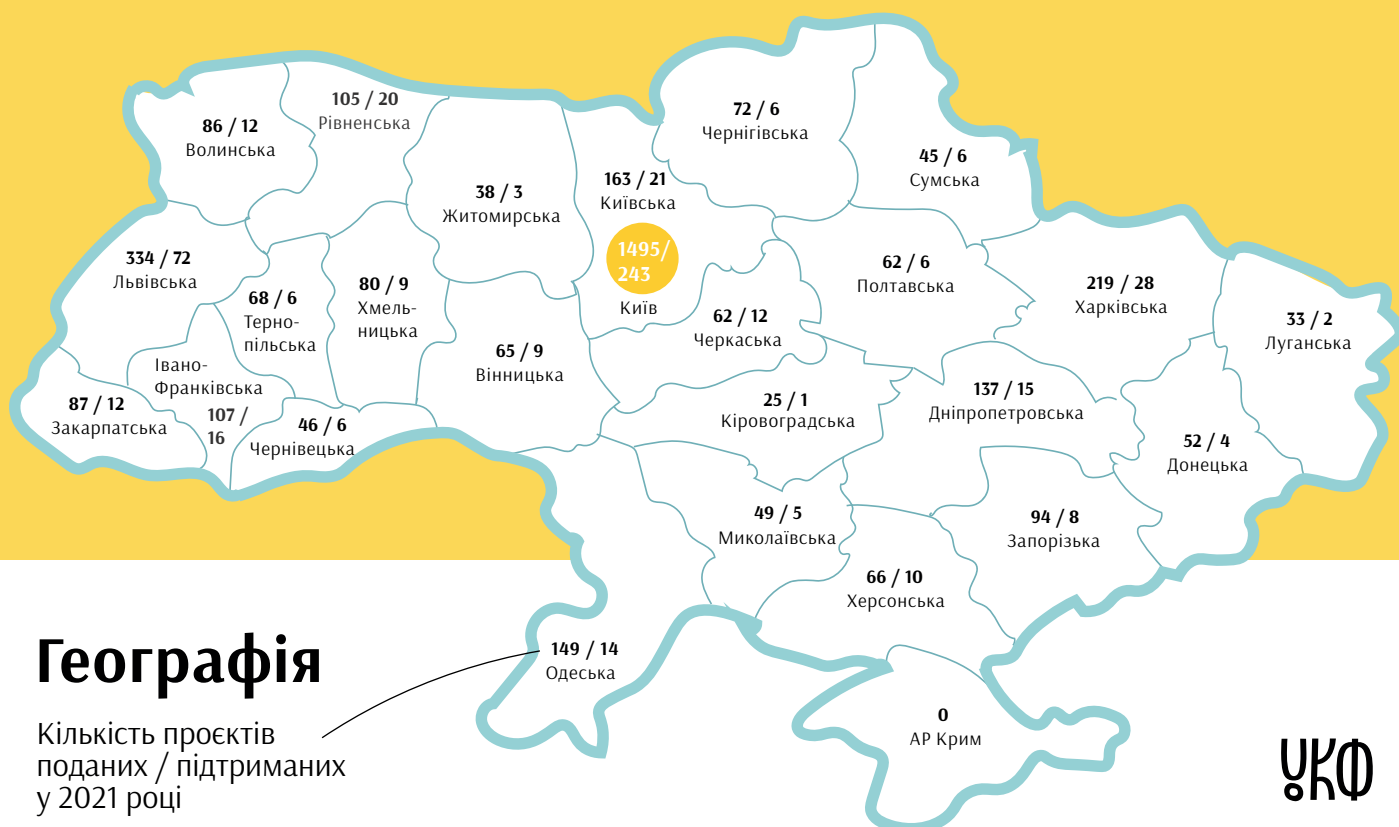 105 / 20
Рівненська
86 / 12
Волинська
72 / 6
Чернігівська
45 / 6
Сумська
38 / 3
Житомирська
163 / 21
Київська
1495/
243
Київ
334 / 72
Львівська
68 / 6
Терно-
пільська
80 / 9
Хмель-
ницька
62 / 6
Полтавська
219 / 28
Харківська
33 / 2
Луганська
62 / 12
Черкаська
65 / 9
Вінницька
Івано-
Франківська
107 /
16
87 / 12
Закарпатська
46 / 6
Чернівецька
25 / 1
Кіровоградська
137 / 15
Дніпропетровська
52 / 4
Донецька
49 / 5
Миколаївська
94 / 8
Запорізька
66 / 10
Херсонська
149 / 14
Одеська
0
АР Крим
Географія
Кількість проєктів
поданих / підтриманих
у 2021 році
УКФ